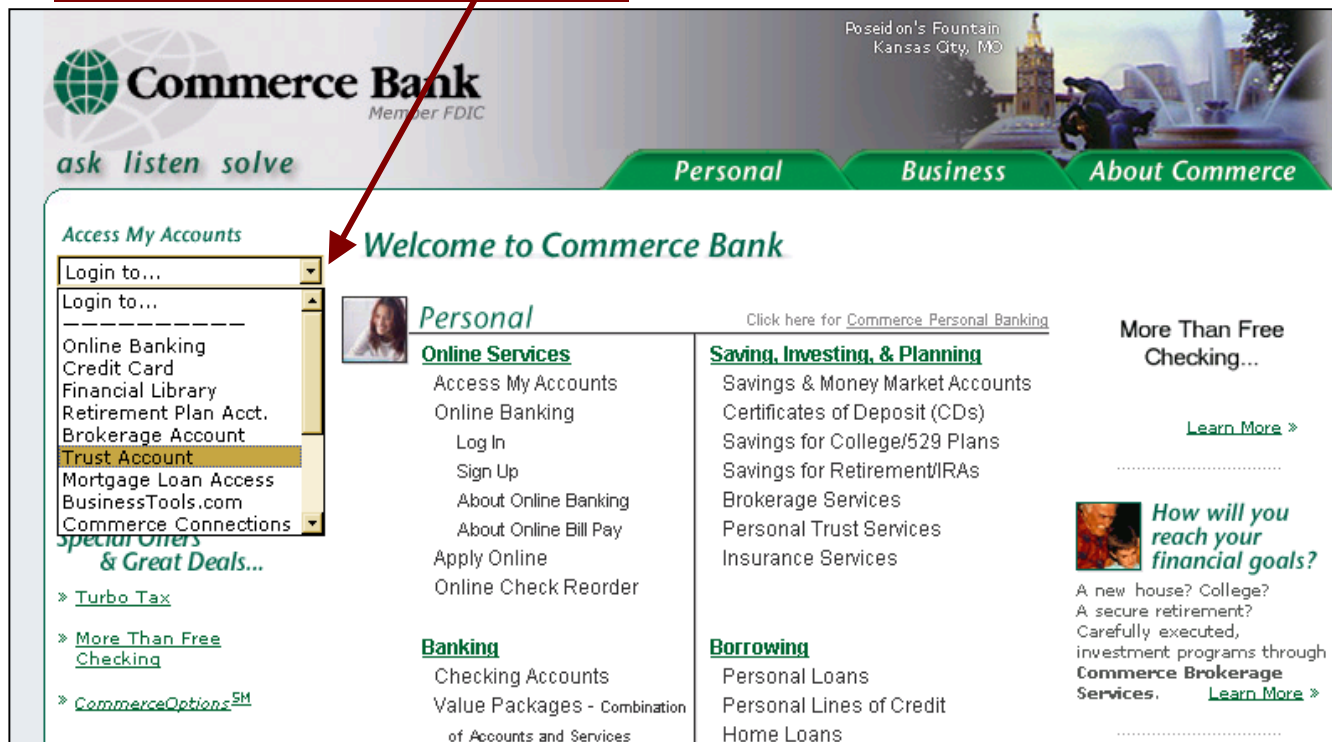 Poseidon's Fountain
Kansas City, MO
Commerce Bank
Member FDIC
ask listen solve
Personal
Business
About Commerce
Access My Accounts
Login to...
Login to...
----------
Online Banking
Credit Card
Financial Library
Retirement Plan Acct.
Brokerage Account
Trust Account
Mortgage Loan Access
BusinessTools.com
Commerce Connections
Special Offers
& Great Deals...
» Turbo Tax
» More Than Free
Checking
» CommerceOptions SM
Welcome to Commerce Bank
Personal
Click here for Commerce Personal Banking
Online Services
Access My Accounts
Online Banking
Log In
Sign Up
About Online Banking
About Online Bill Pay
Apply Online
Online Check Reorder
Banking
Checking Accounts
Value Packages - Combination
of Accounts and Services
Saving, Investing, & Planning
Savings & Money Market Accounts
Certificates of Deposit (CDs)
Savings for College/529 Plans
Savings for Retirement/IRAs
Brokerage Services
Personal Trust Services
Insurance Services
Borrowing
Personal Loans
Personal Lines of Credit
Home Loans
More Than Free
Checking...
Learn More »
How will you
reach your
financial goals?
A new house? College?
A secure retirement?
Carefully executed,
investment programs through
Commerce Brokerage
Services. Learn More »